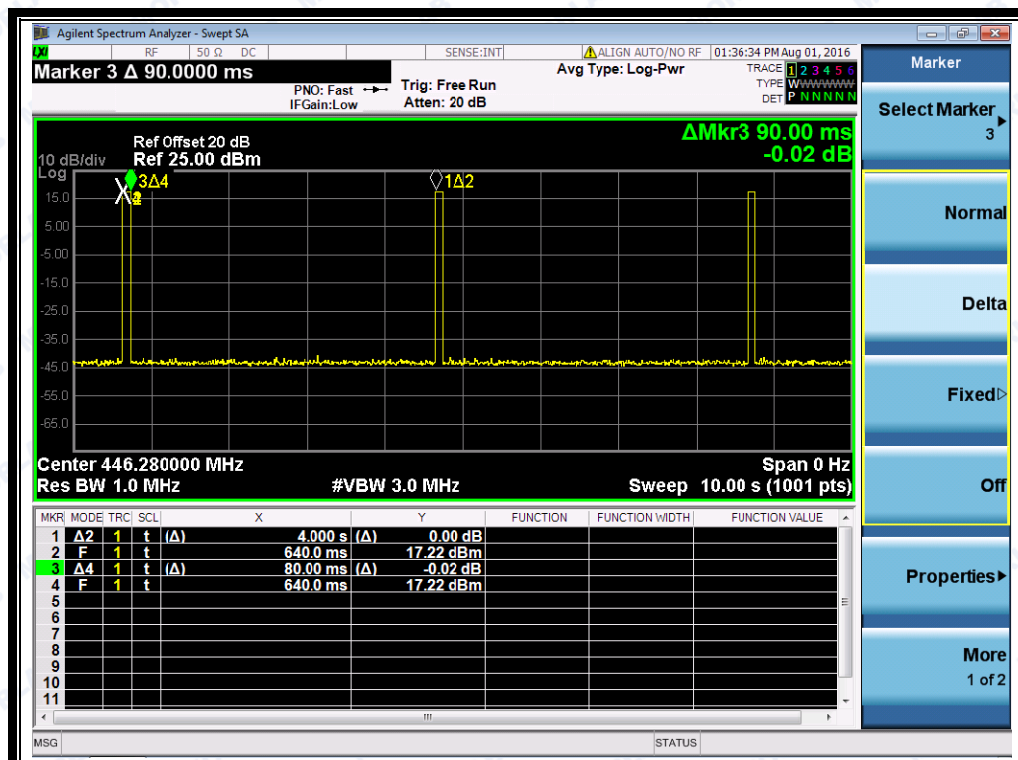 Agilent Spectrum Analyzer - Swept SA
LXI RF 50 Ω DC SENSE:INT ALIGN AUTO/NO RF 01:36:34 PM Aug 01, 2016
Marker 3 Δ 90.0000 ms
PNO: Fast
IFGain:Low
Trig: Free Run
Atten: 20 dB
Avg Type: Log-Pwr
TRACE 1 2 3 4 5 6
TYPE WWWWWW
DET P N N N N N
ΔMkr3 90.00 ms
-0.02 dB
Ref Offset 20 dB
10 dB/div Ref 25.00 dBm
Log
3Δ4
1Δ2
15.0
5.00
-5.00
-15.0
-25.0
-35.0
-45.0
-55.0
-65.0
Center 446.280000 MHz Span 0 Hz
Res BW 1.0 MHz #VBW 3.0 MHz Sweep 10.00 s (1001 pts)
MKR MODE TRC SCL X Y FUNCTION FUNCTION WIDTH FUNCTION VALUE
1 Δ2 1 t (Δ) 4.000 s (Δ) 0.00 dB
2 F 1 t 640.0 ms 17.22 dBm
3 Δ4 1 t (Δ) 80.00 ms (Δ) -0.02 dB
4 F 1 t 640.0 ms 17.22 dBm
5
6
7
8
9
10
11
MSG STATUS
Marker
Select Marker
3
Normal
Delta
Fixed
Off
Properties
More
1 of 2